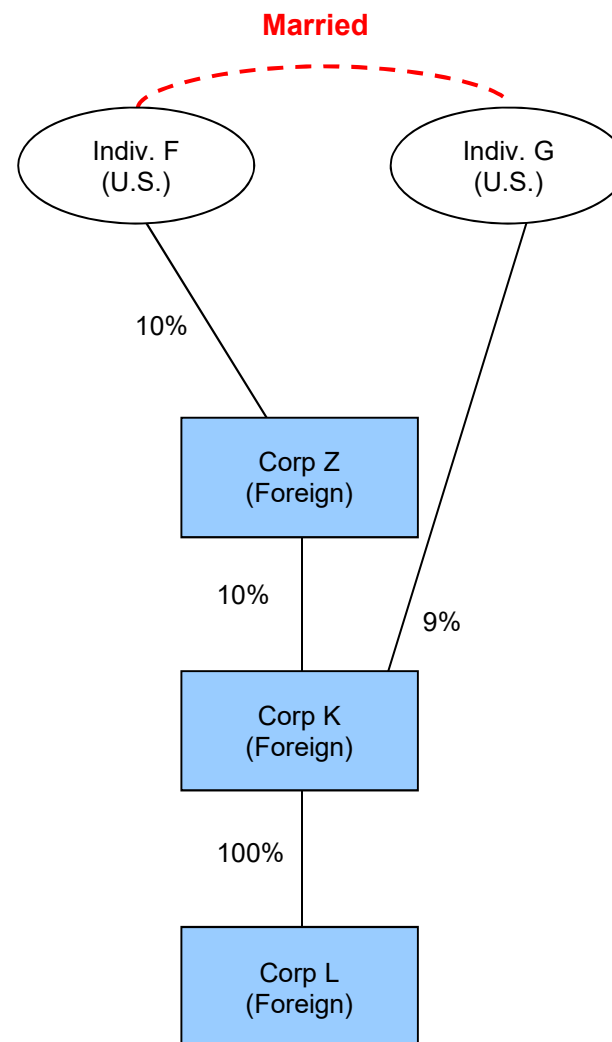 Married
Indiv. F
(U.S.)
Indiv. G
(U.S.)
10%
Corp Z
(Foreign)
10%
9%
Corp K
(Foreign)
100%
Corp L
(Foreign)